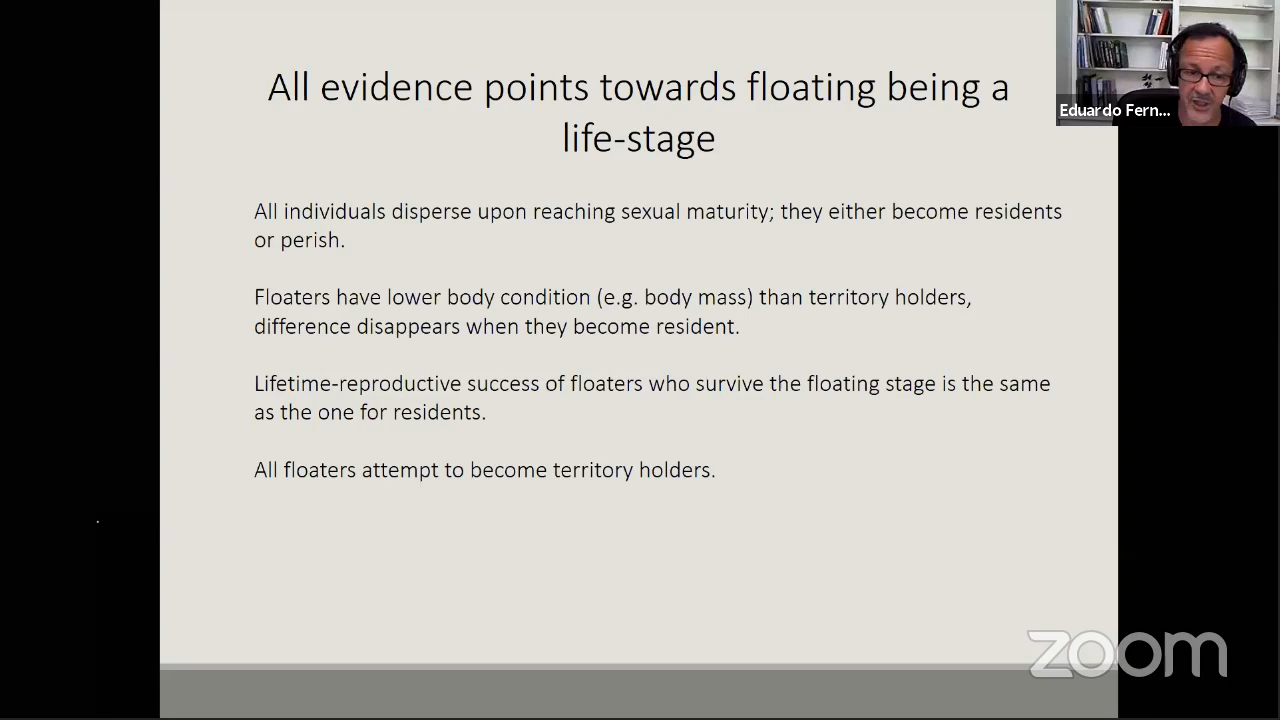 All evidence points towards floating being a
life-stage
Eduardo Fern...
All individuals disperse upon reaching sexual maturity; they either become residents
or perish.
Floaters have lower body condition (e.g. body mass) than territory holders,
difference disappears when they become resident.
Lifetime-reproductive success of floaters who survive the floating stage is the same
as the one for residents.
All floaters attempt to become territory holders.
zoom